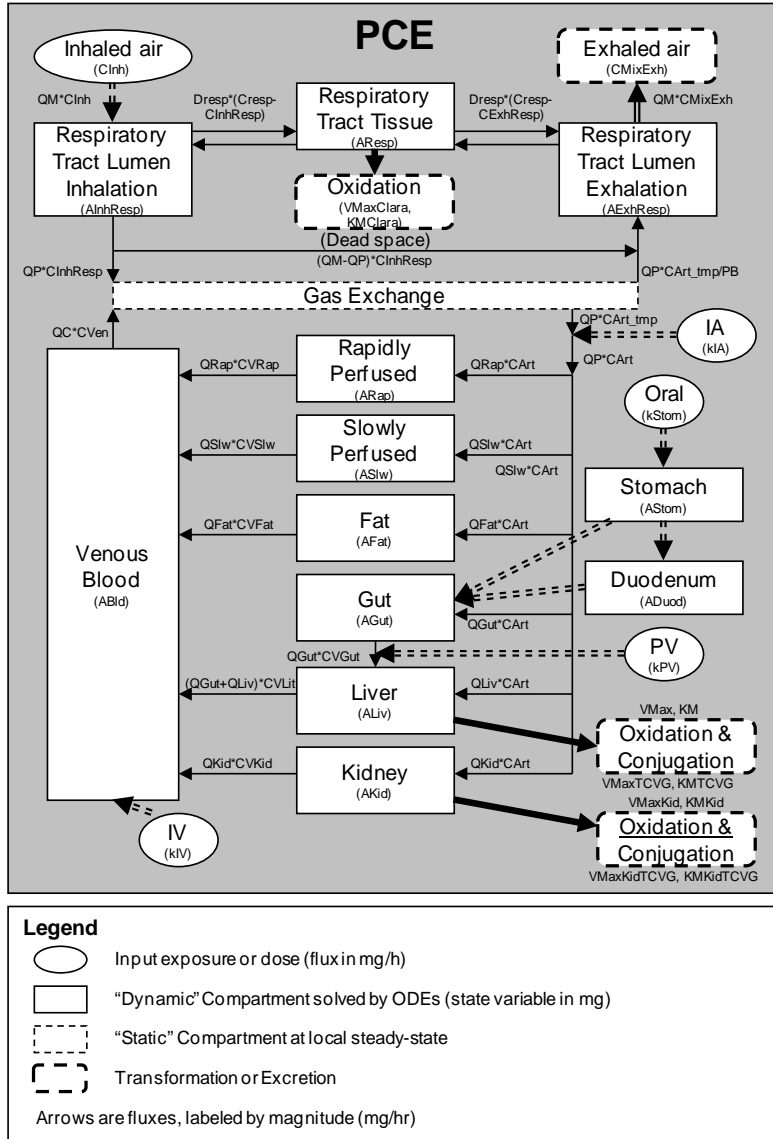 PCE
Inhaled air
(CInh)
Exhaled air
(CMixExh)
QM*CInh
Dresp*(Cresp-
CInhResp)
Respiratory
Tract Tissue
(AResp)
Dresp*(Cresp-
CExhResp)
QM*CMixExh
Respiratory
Tract Lumen
Inhalation
(AInhResp)
Oxidation
(VMaxClara,
KMClara)
Respiratory
Tract Lumen
Exhalation
(AExhResp)
(Dead space)
(QM-QP)*CInhResp
QP*CInhResp
QP*CArt_tmp/PB
Gas Exchange
QC*CVen
QP*CArt_tmp
IA
(kIA)
QP*CArt
QRap*CVRap
Rapidly
Perfused
(ARap)
QRap*CArt
Oral
(kStom)
QSlw*CVSlw
Slowly
Perfused
(ASlw)
QSlw*CArt
QSlw*CArt
Stomach
(AStom)
QFat*CVFat
Fat
(AFat)
QFat*CArt
Venous
Blood
(ABld)
Duodenum
(ADuod)
Gut
(AGut)
QGut*CArt
QGut*CVGut
PV
(kPV)
(QGut+QLiv)*CVLit
Liver
(ALiv)
QLiv*CArt
VMax, KM
Oxidation &
Conjugation
VMaxTCVG, KMTCVG
QKid*CVKid
Kidney
(AKid)
QKid*CArt
VMaxKid, KMKid
Oxidation &
Conjugation
VMaxKidTCVG, KMKidTCVG
IV
(kIV)
Legend
Input exposure or dose (flux in mg/h)
“Dynamic” Compartment solved by ODEs (state variable in mg)
“Static” Compartment at local steady-state
Transformation or Excretion
Arrows are fluxes, labeled by magnitude (mg/hr)